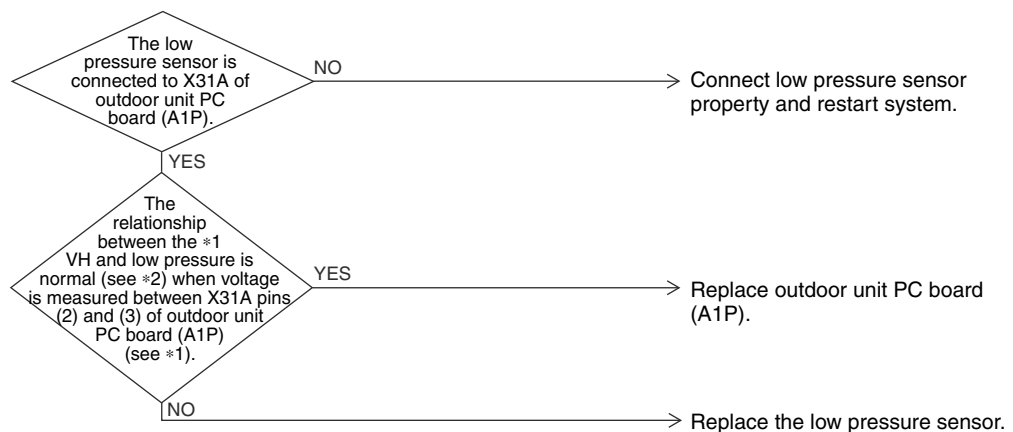 The low
pressure sensor is
connected to X31A of
outdoor unit PC
board (A1P).
NO
Connect low pressure sensor
property and restart system.
YES
The
relationship
between the *1
VH and low pressure is
normal (see *2) when voltage
is measured between X31A pins
(2) and (3) of outdoor unit
PC board (A1P)
(see *1).
YES
Replace outdoor unit PC board
(A1P).
NO
Replace the low pressure sensor.